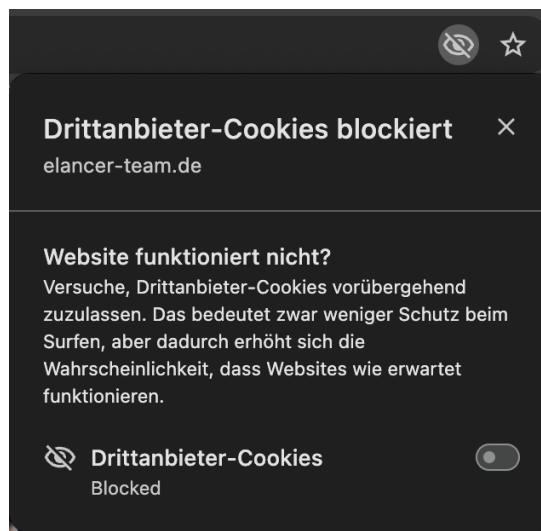 Drittanbieter-Cookies blockiert
elancer-team.de
Website funktioniert nicht?
Versuche, Drittanbieter-Cookies vorübergehend
zuzulassen. Das bedeutet zwar weniger Schutz beim
Surfen, aber dadurch erhöht sich die
Wahrscheinlichkeit, dass Websites wie erwartet
funktionieren.
Drittanbieter-Cookies
Blocked